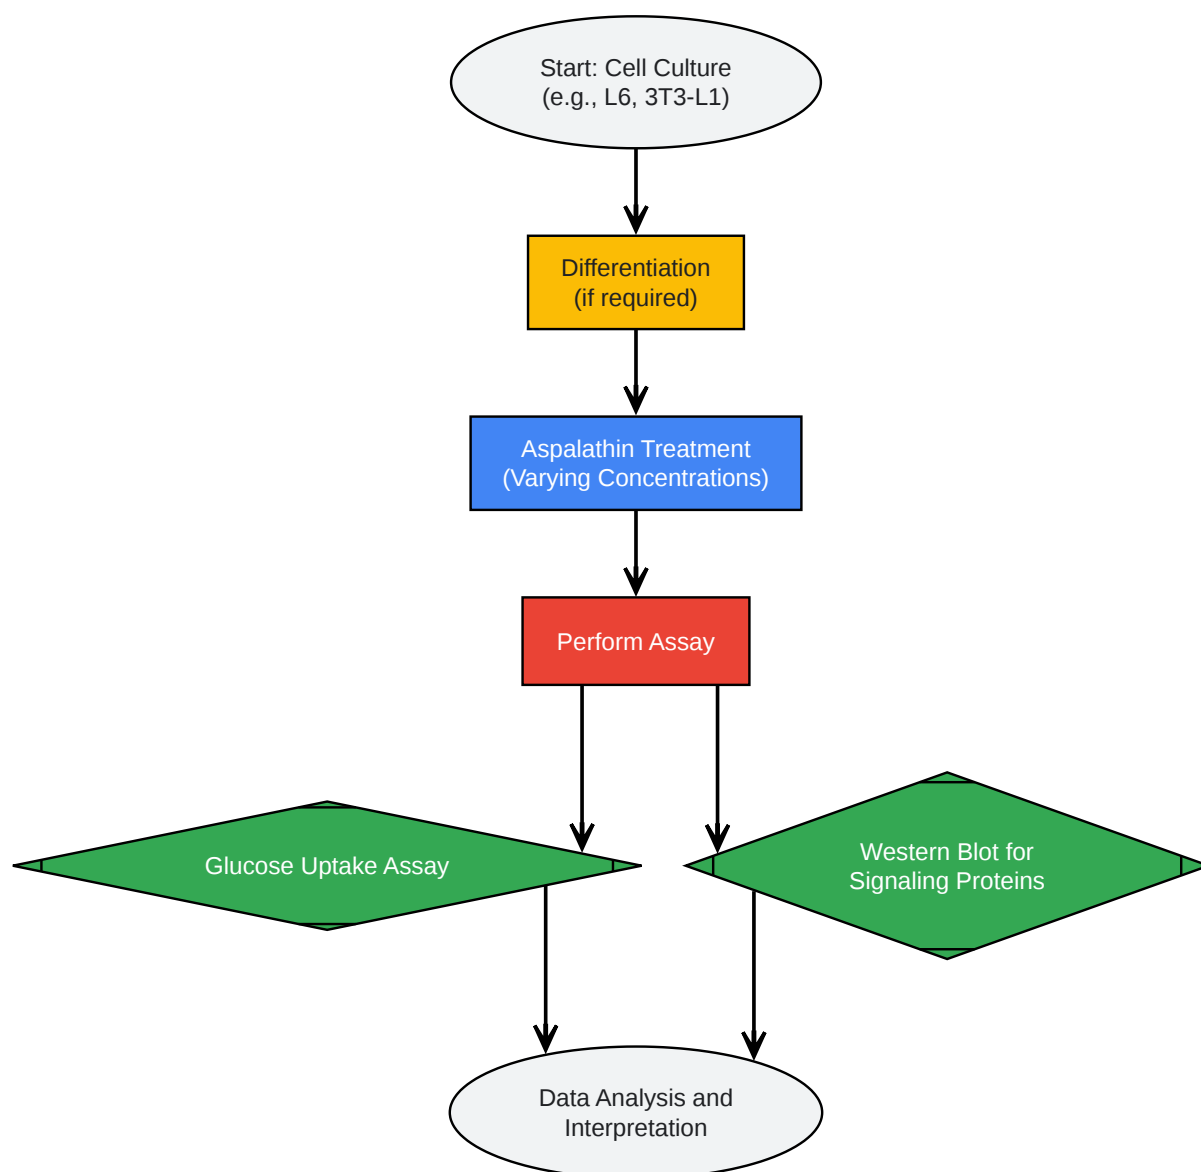 Start: Cell Culture
(e.g., L6, 3T3-L1)
Differentiation
(if required)
Aspalathin Treatment
(Varying Concentrations)
Perform Assay
Glucose Uptake Assay
Western Blot for
Signaling Proteins
Data Analysis and
Interpretation